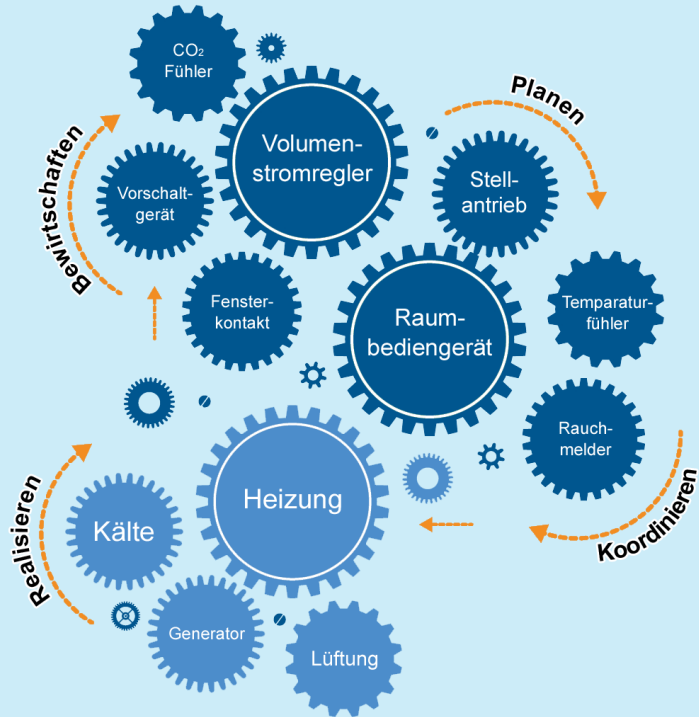 CO₂
Fühler
Volumen-
stromregler
Planen
Bewirtschaften
Vorschalt-
gerät
Stell-
antrieb
Fenster-
kontakt
Raum-
bediengerät
Temperatur-
fühler
Rauch-
melder
Koordinieren
Heizung
Realisieren
Kälte
Generator
Lüftung